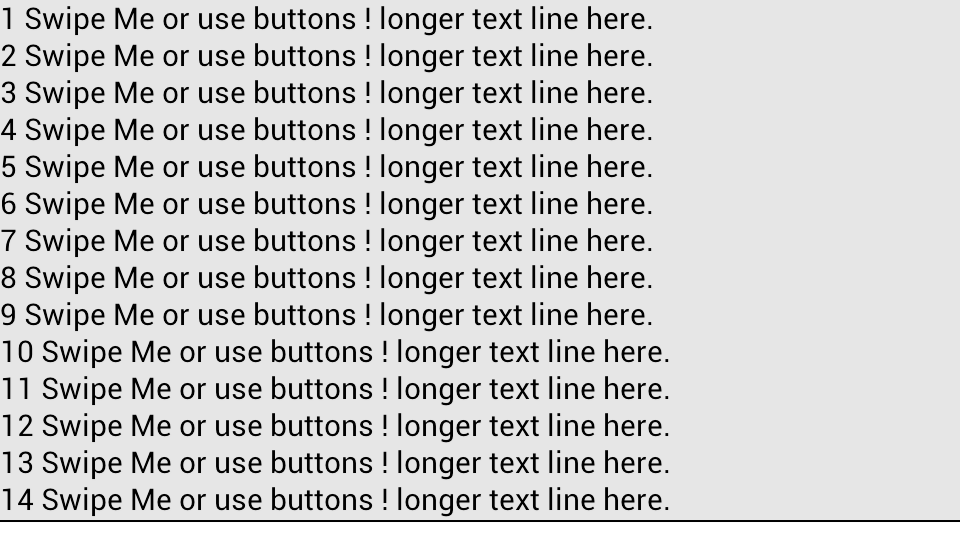 1 Swipe Me or use buttons ! longer text line here.
2 Swipe Me or use buttons ! longer text line here.
3 Swipe Me or use buttons ! longer text line here.
4 Swipe Me or use buttons ! longer text line here.
5 Swipe Me or use buttons ! longer text line here.
6 Swipe Me or use buttons ! longer text line here.
7 Swipe Me or use buttons ! longer text line here.
8 Swipe Me or use buttons ! longer text line here.
9 Swipe Me or use buttons ! longer text line here.
10 Swipe Me or use buttons ! longer text line here.
11 Swipe Me or use buttons ! longer text line here.
12 Swipe Me or use buttons ! longer text line here.
13 Swipe Me or use buttons ! longer text line here.
14 Swipe Me or use buttons ! longer text line here.